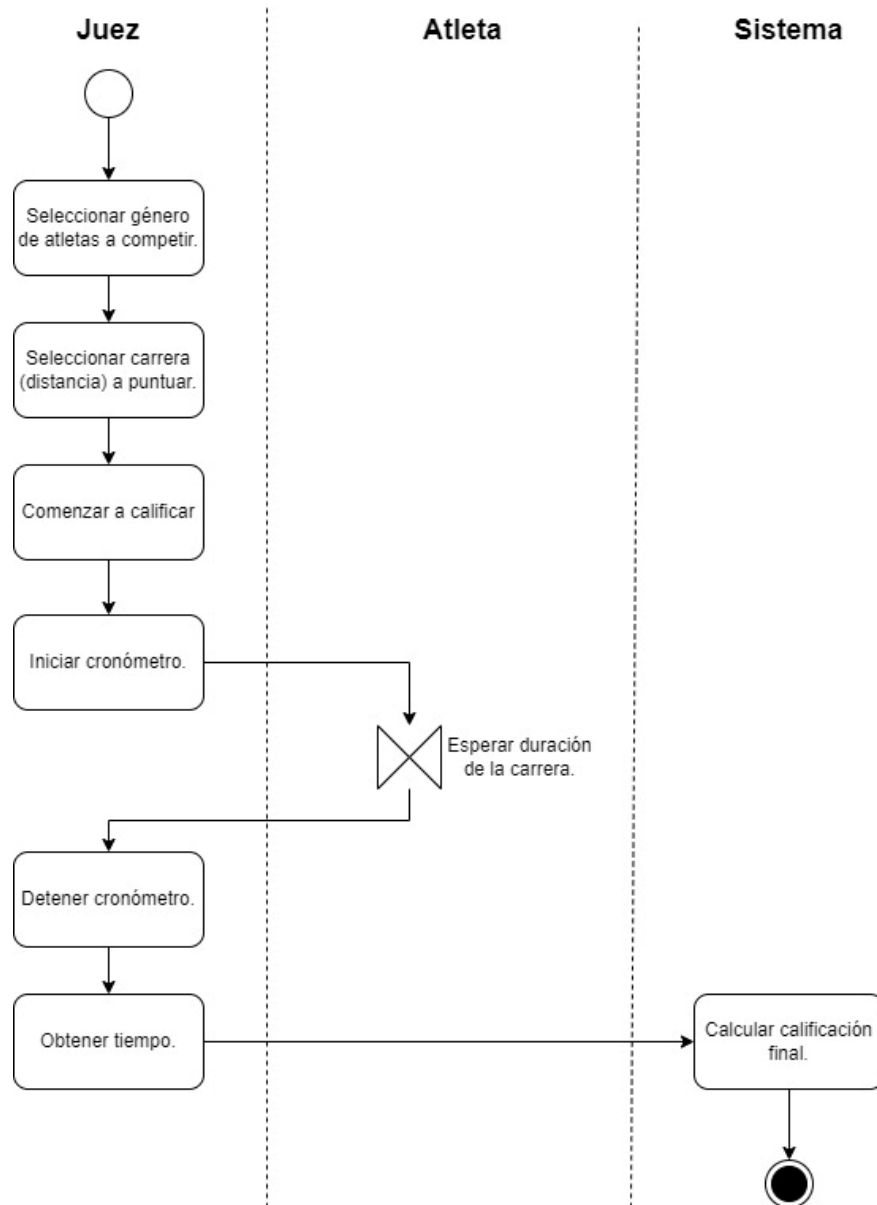 Juez
Atleta
Sistema
Seleccionar género
de atletas a competir.
Seleccionar carrera
(distancia) a puntuar.
Comenzar a calificar
Iniciar cronómetro.
Esperar duración
de la carrera.
Detener cronómetro.
Obtener tiempo.
Calcular calificación
final.